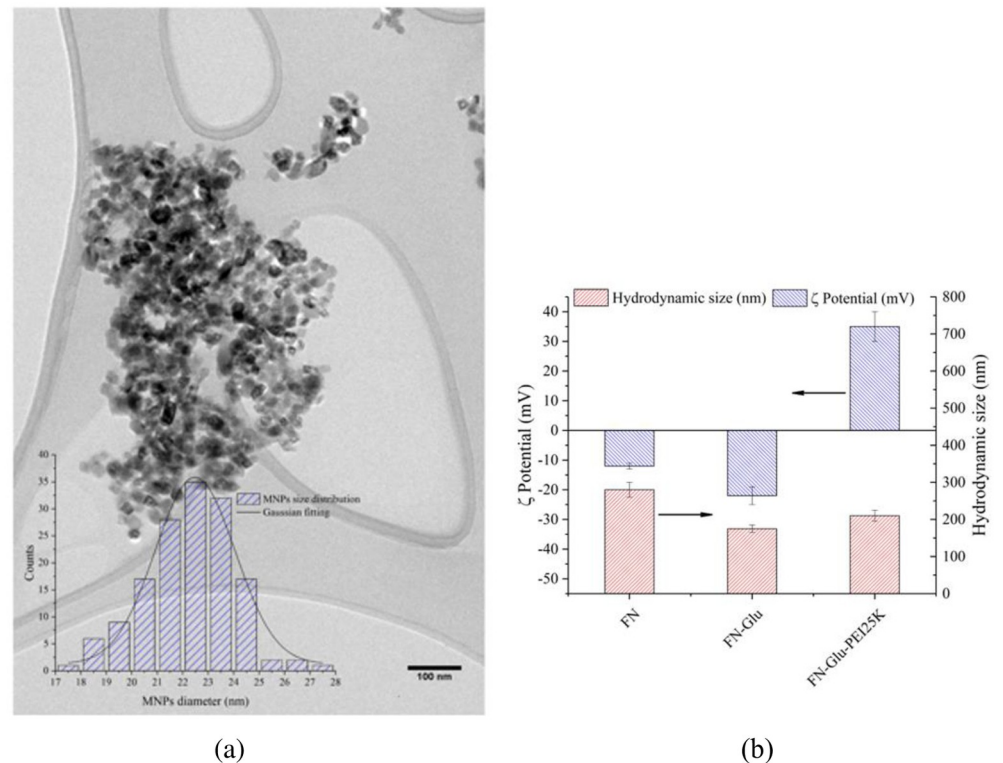 40
35
30
25
20
15
10
5
0
Counts
MNPs size distribution
Gaussian fitting
17 18 19 20 21 22 23 24 25 26 27 28
MNPs diameter (nm)
100 nm
(a)
Hydrodynamic size (nm) ζ Potential (mV)
40
30
20
10
0
-10
-20
-30
-40
-50
ζ Potential (mV)
800
700
600
500
400
300
200
100
0
Hydrodynamic size (nm)
FN
FN-Glu
FN-Glu-PEI25K
(b)